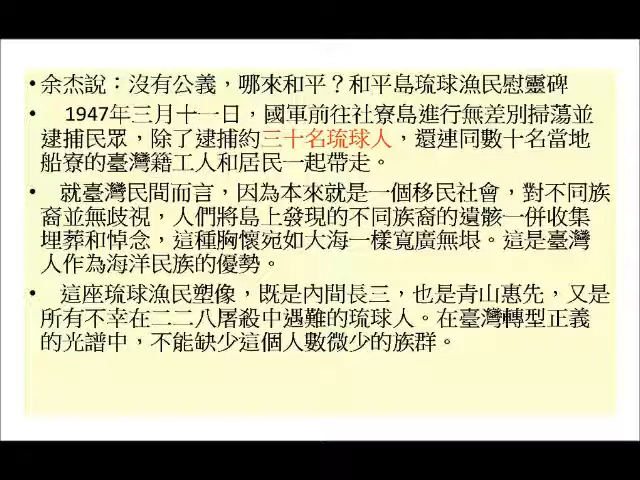 •余杰說：沒有公義，哪來和平？和平島琉球漁民慰靈碑
• 1947年三月十一日，國軍前往社寮島進行無差別掃蕩並
逮捕民眾，除了逮捕約三十名琉球人，還連同數十名當地
船寮的臺灣籍工人和居民一起帶走。
• 就臺灣民間而言，因為本來就是一個移民社會，對不同族
裔並無歧視，人們將島上發現的不同族裔的遺骸一併收集
埋葬和悼念，這種胸懷宛如大海一樣寬廣無垠。這是臺灣
人作為海洋民族的優勢。
• 這座琉球漁民塑像，既是內間長三，也是青山惠先，又是
所有不幸在二二八屠殺中遇難的琉球人。在臺灣轉型正義
的光譜中，不能缺少這個人數微少的族群。